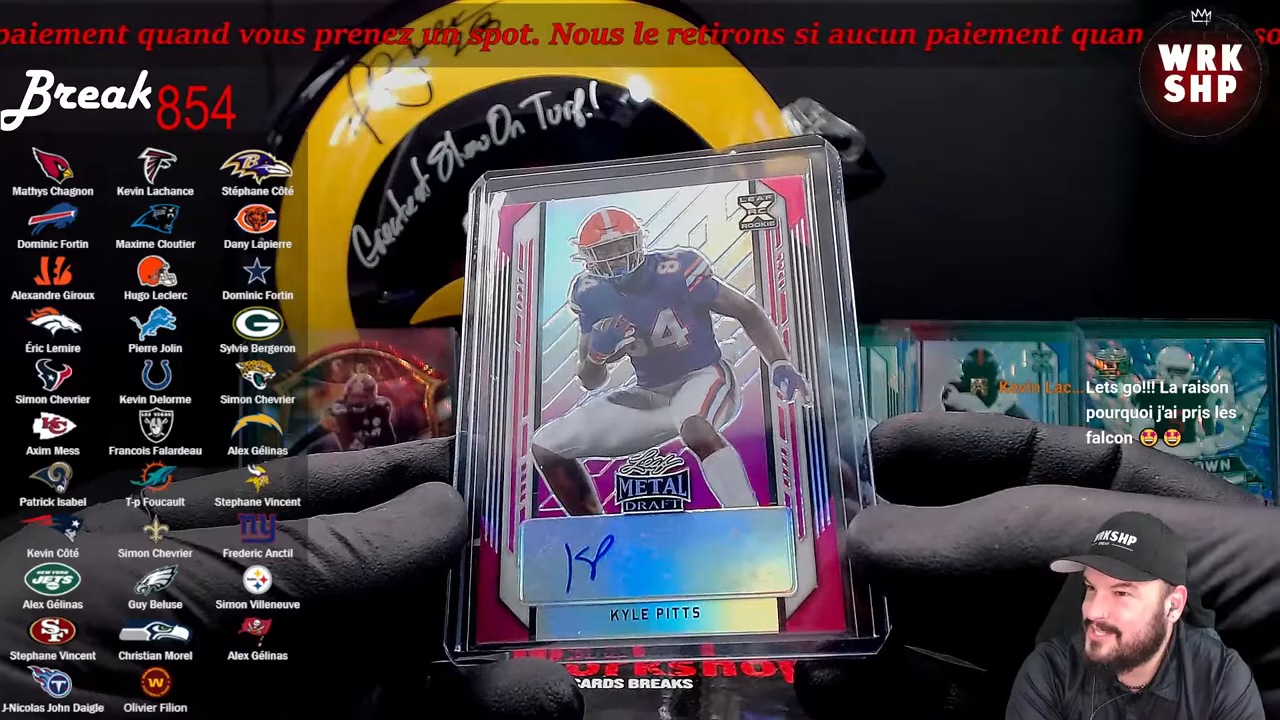 paiement quand vous prenez un spot. Nous le retirons si aucun paiement quan
Break 854
WRK
SHP
Greatest Show On Turf!
Mathys Chagnon
Kevin Lachance
Stéphane Côté
Dominic Fortin
Maxime Cloutier
Dany Lapierre
Alexandre Giroux
Hugo Leclerc
Dominic Fortin
Éric Lemire
Pierre Jolin
Sylvie Bergeron
Simon Chevrier
Kevin Delorme
Simon Chevrier
Axim Mess
Francois Falardeau
Alex Gélinas
Patrick Isabel
T-p Foucault
Stephane Vincent
Kevin Côté
Simon Chevrier
Frederic Anctil
Alex Gélinas
Guy Beluse
Simon Villeneuve
Stephane Vincent
Christian Morel
Alex Gélinas
J-Nicolas John Daigle
Olivier Filion
LEAF
RC
ROOKIE
84
Leaf
METAL
DRAFT
KP
KYLE PITTS
Workshop
CARDS BREAKS
Kevin Lac... Lets go!!! La raison
pourquoi j'ai pris les
falcon 🤩 🤩
WRKSHP